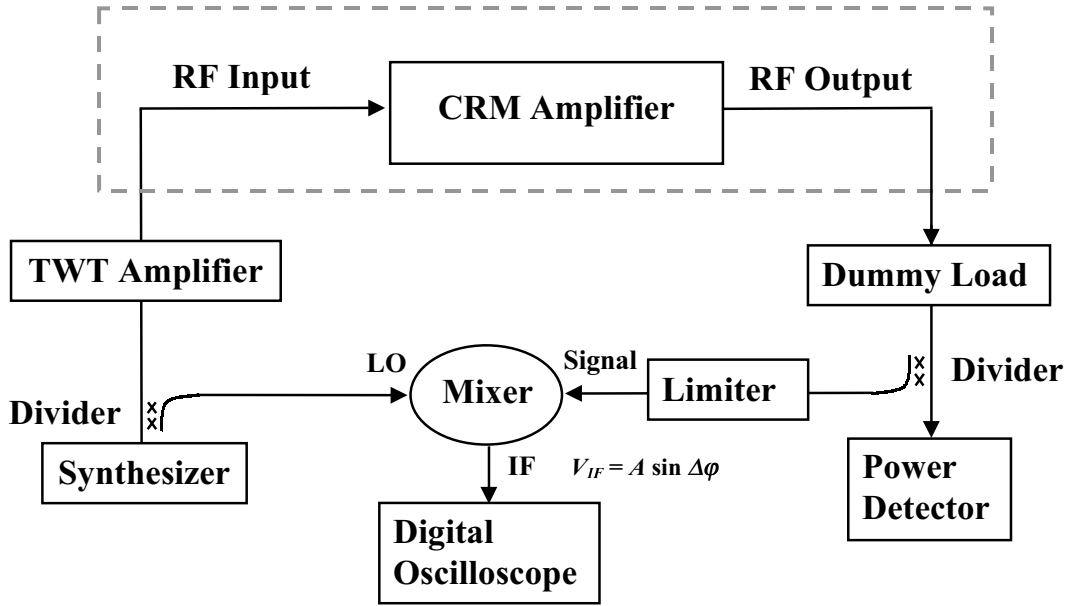 RF Input
CRM Amplifier
RF Output
TWT Amplifier
Dummy Load
LO
Mixer
Signal
Limiter
Divider
Divider
Synthesizer
IF
V_IF = A sin Δφ
Power
Detector
Digital
Oscilloscope